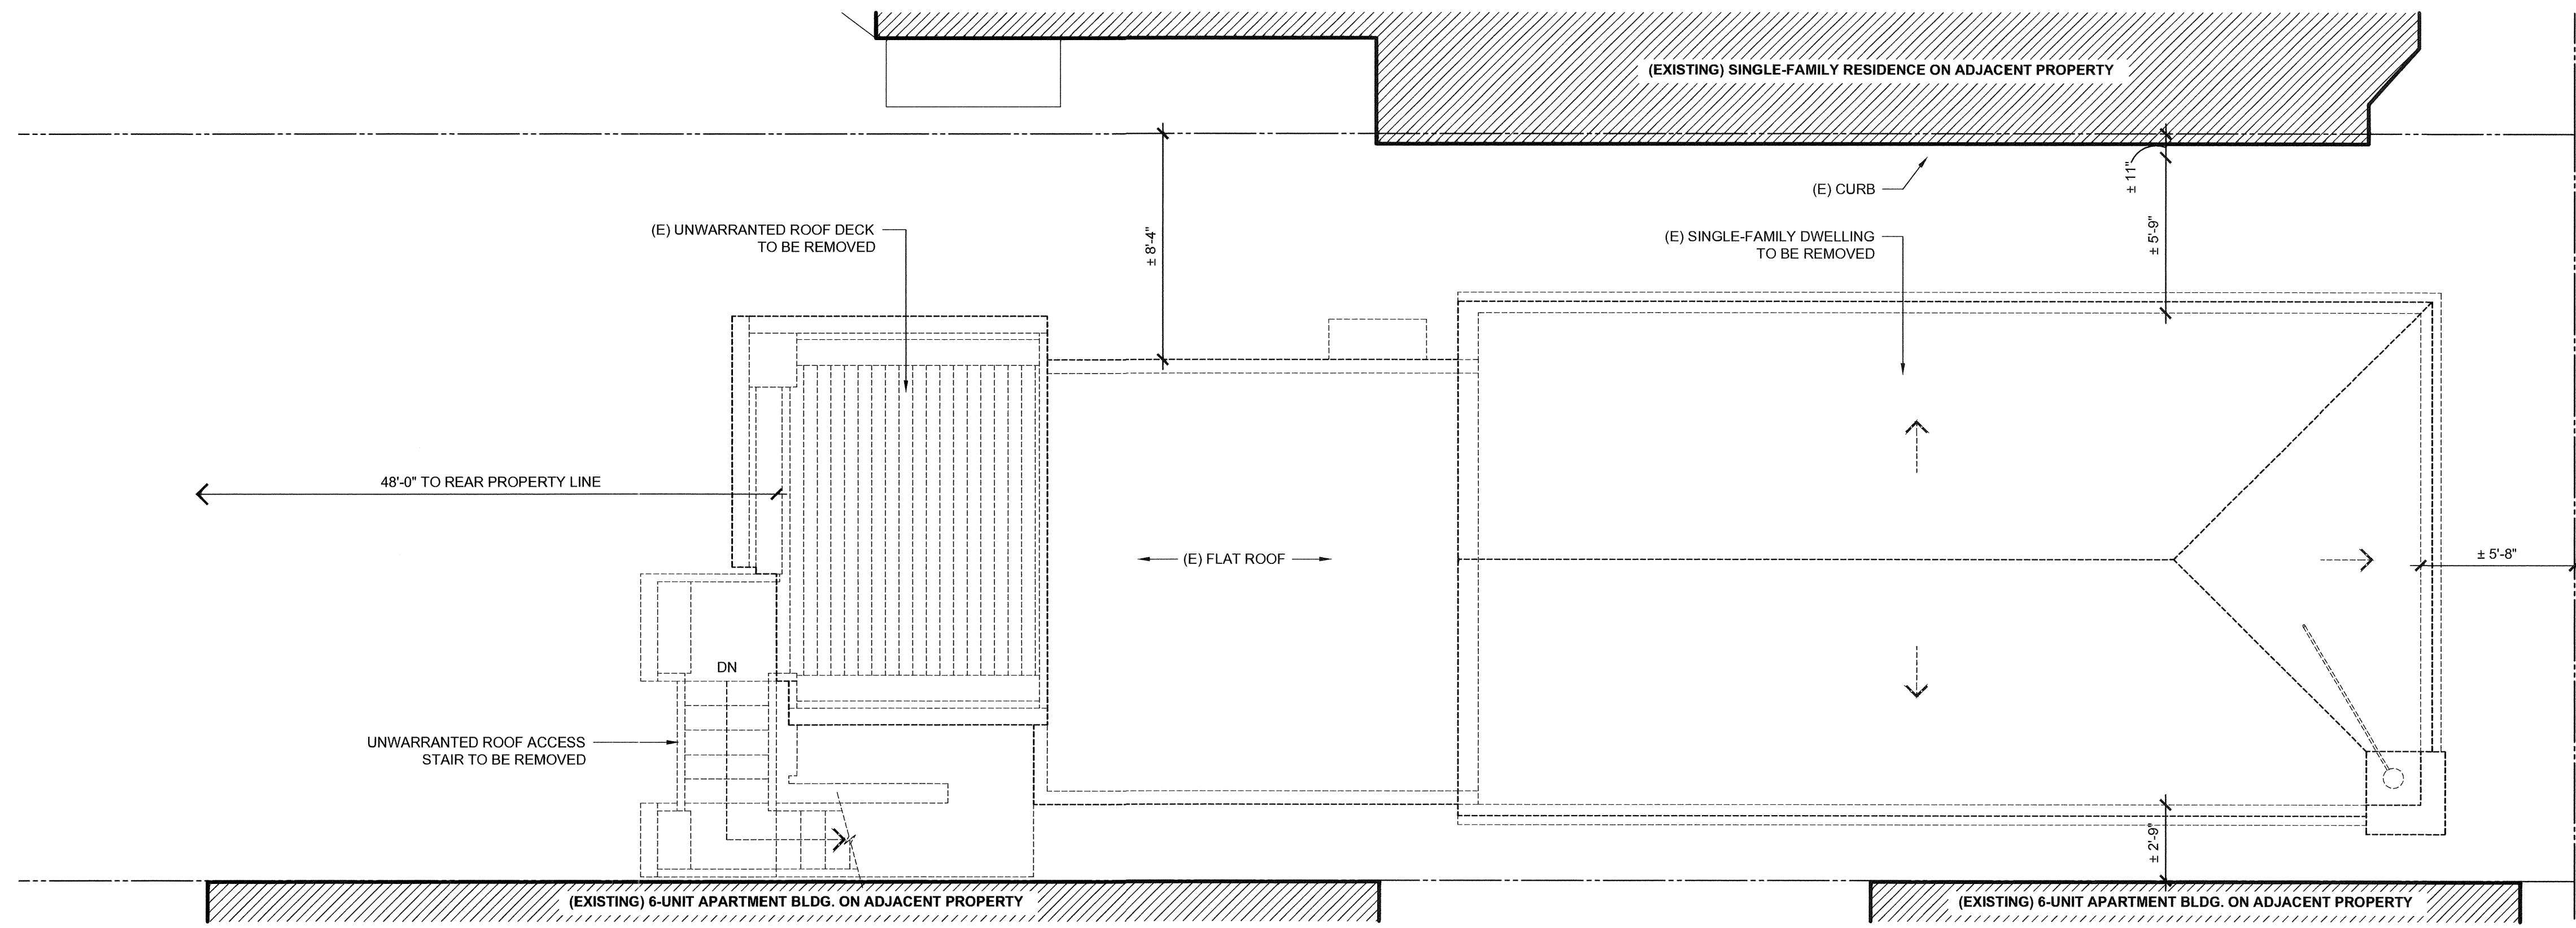 (EXISTING) SINGLE-FAMILY RESIDENCE ON ADJACENT PROPERTY
± 11"
(E) CURB
(E) UNWARRANTED ROOF DECK
TO BE REMOVED
± 8'-4"
(E) SINGLE-FAMILY DWELLING
TO BE REMOVED
± 5'-9"
48'-0" TO REAR PROPERTY LINE
(E) FLAT ROOF
± 5'-8"
DN
UNWARRANTED ROOF ACCESS
STAIR TO BE REMOVED
± 2'-9"
(EXISTING) 6-UNIT APARTMENT BLDG. ON ADJACENT PROPERTY
(EXISTING) 6-UNIT APARTMENT BLDG. ON ADJACENT PROPERTY